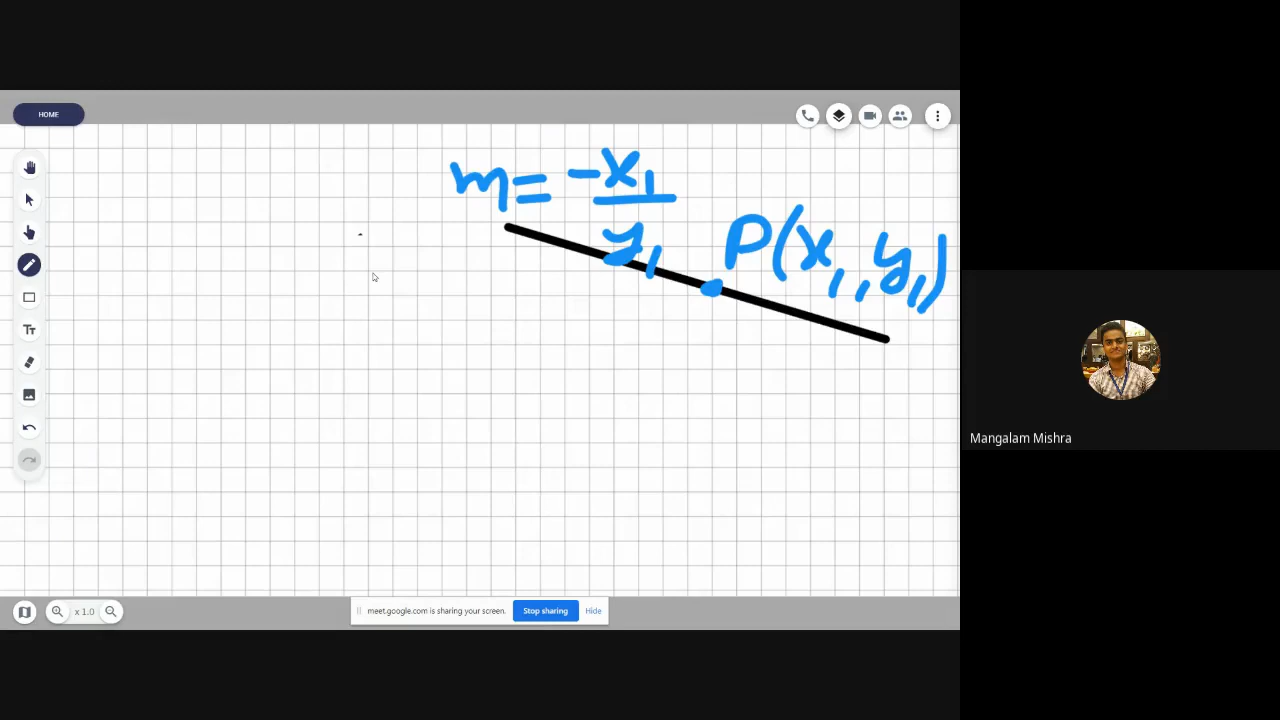 HOME
m = -x₁/y₁
P(x₁, y₁)
Tт
Mangalam Mishra
x 1.0
meet.google.com is sharing your screen.
Stop sharing
Hide